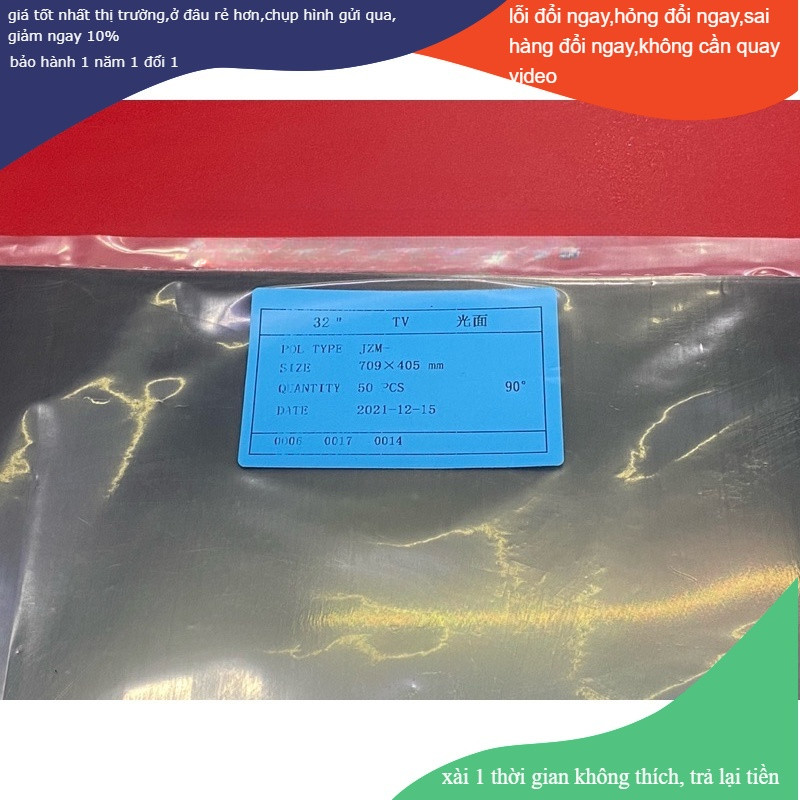 giá tốt nhất thị trường,ở đâu rẻ hơn,chụp hình gửi qua,
giảm ngay 10%
bảo hành 1 năm 1 đối 1
lỗi đổi ngay,hỏng đổi ngay,sai
hàng đổi ngay,không cần quay
video
32" TV 光面
POL TYPE JZM-
SIZE 709×405 mm
QUANTITY 50 PCS 90°
DATE 2021-12-15
0006 0017 0014
xài 1 thời gian không thích, trả lại tiền